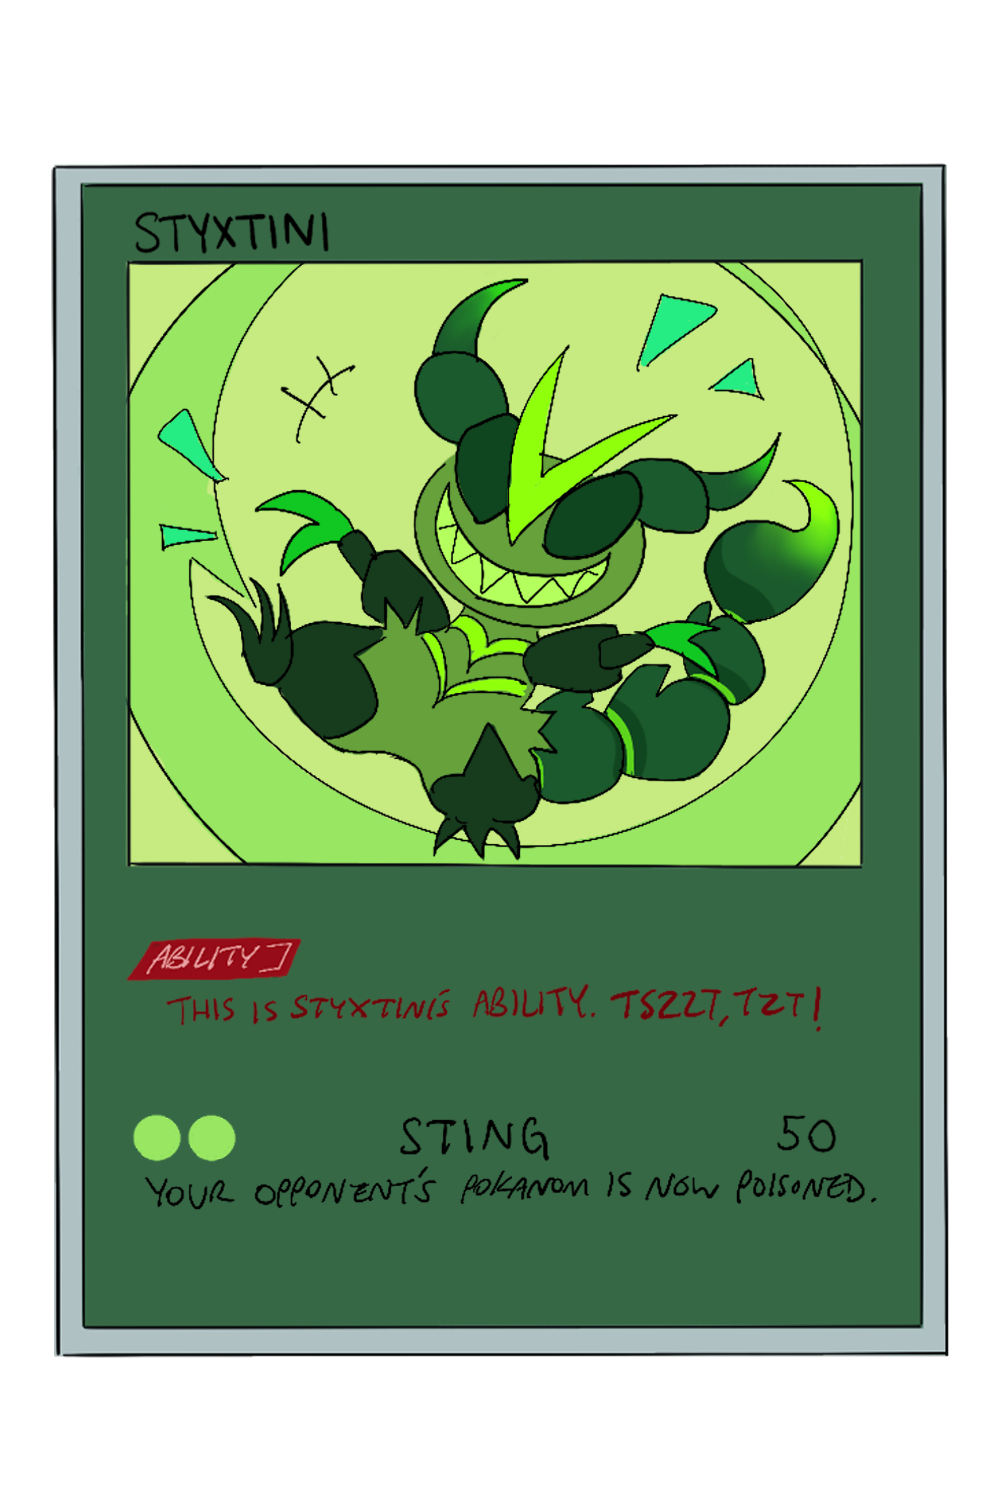 STYXTINI
ABILITY
THIS IS STYXTINI'S ABILITY. TSZZT, TZT!
STING 50
YOUR OPPONENT'S POKANOM IS NOW POISONED.